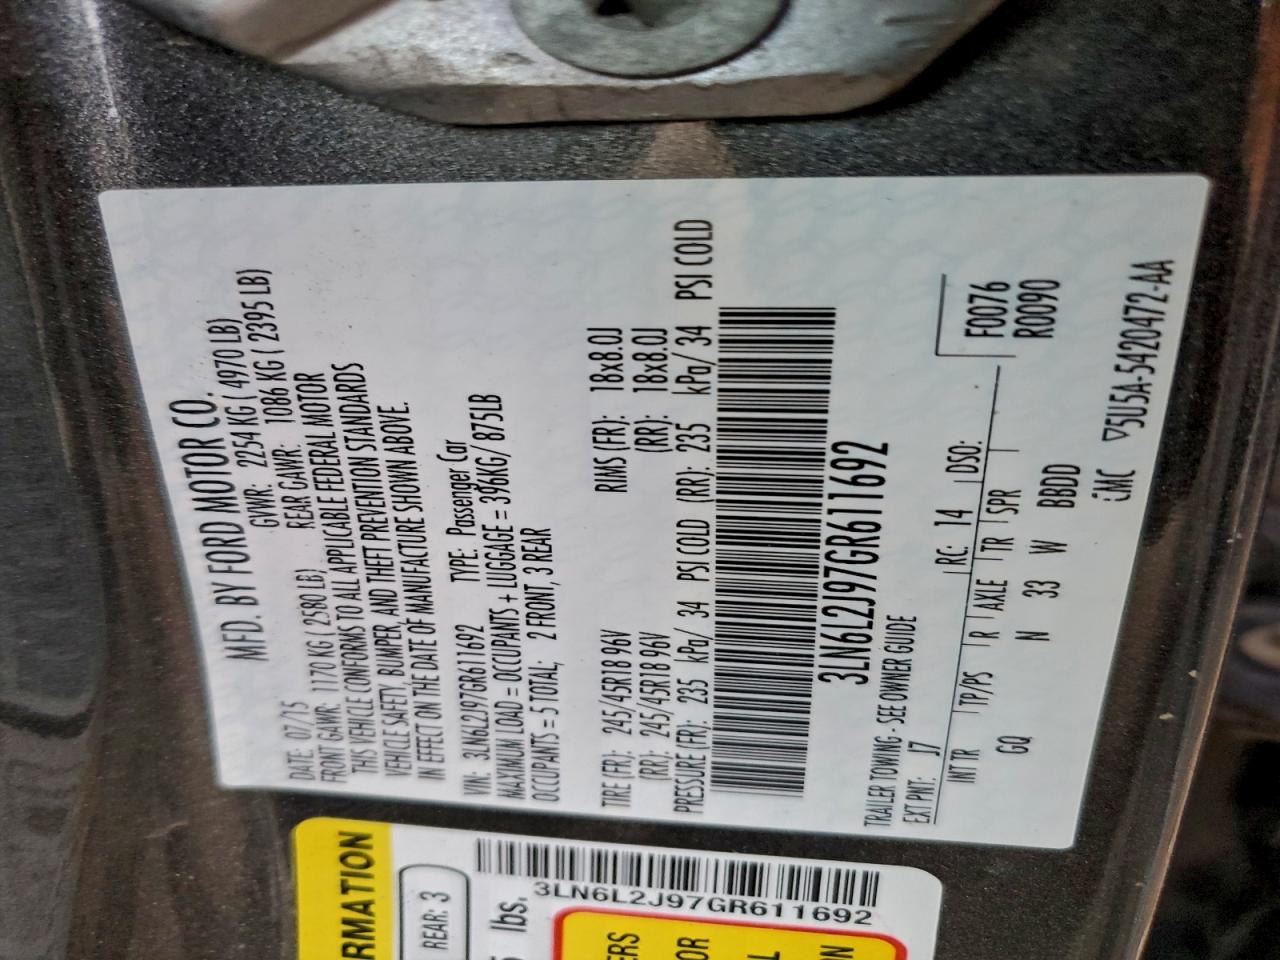 MFD. BY FORD MOTOR CO.
DATE: 07/15 GVWR: 2254 KG ( 4970 LB)
FRONT GAWR: 1170 KG ( 2580 LB) REAR GAWR: 1086 KG ( 2395 LB)
THIS VEHICLE CONFORMS TO ALL APPLICABLE FEDERAL MOTOR
VEHICLE SAFETY, BUMPER, AND THEFT PREVENTION STANDARDS
IN EFFECT ON THE DATE OF MANUFACTURE SHOWN ABOVE.
VIN: 3LN6L2J97GR611692 TYPE: Passenger Car
MAXIMUM LOAD = OCCUPANTS + LUGGAGE = 396KG/ 875LB
OCCUPANTS = 5 TOTAL, 2 FRONT, 3 REAR
TIRE (FR): 245/45R18 96V RIMS (FR): 18x8.0J
(RR): 245/45R18 96V (RR): 18x8.0J
PRESSURE (FR): 235 kPa/ 34 PSI COLD (RR): 235 kPa/ 34 PSI COLD
3LN6L2J97GR611692
TRAILER TOWING - SEE OWNER GUIDE
EXT PNT: J7 RC: 14 DSO: F0076
R0090
INT TR TP/PS R AXLE TR SPR
GQ N 33 W BBDD
▽5U5A-5420472-AA
RMATION
REAR: 3
lbs.
3LN6L2J97GR611692
ERS
OR
L
ON